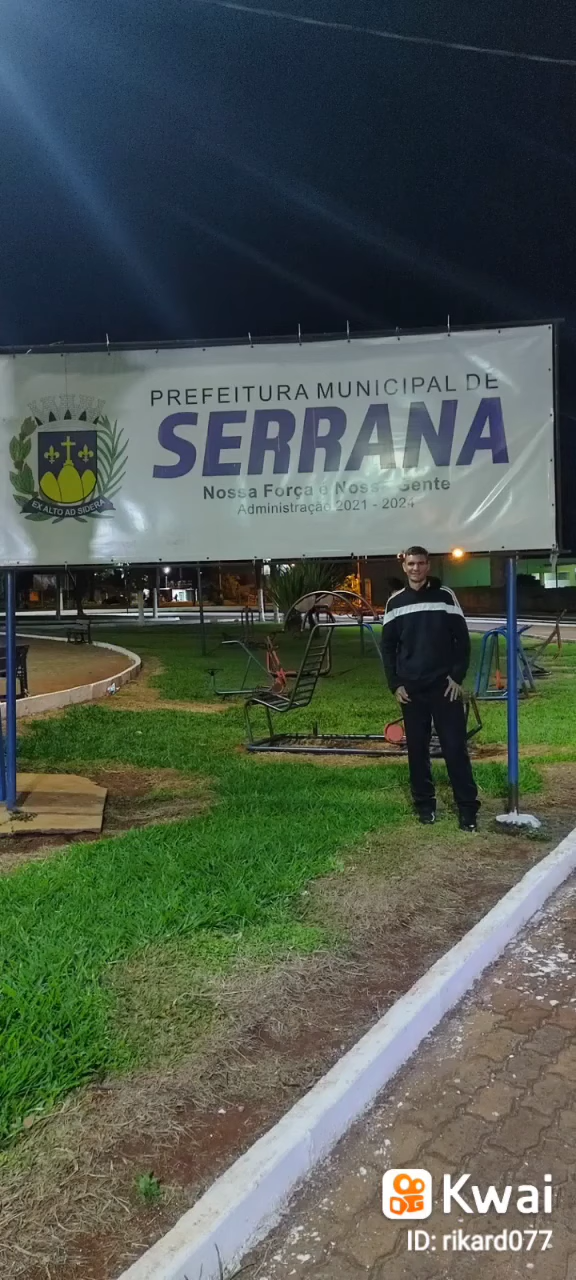 PREFEITURA MUNICIPAL DE
SERRANA
Nossa Força e Nossa Gente
Administração 2021 - 2024
EX ALTO AD SIDERA
Kwai
ID: rikard077